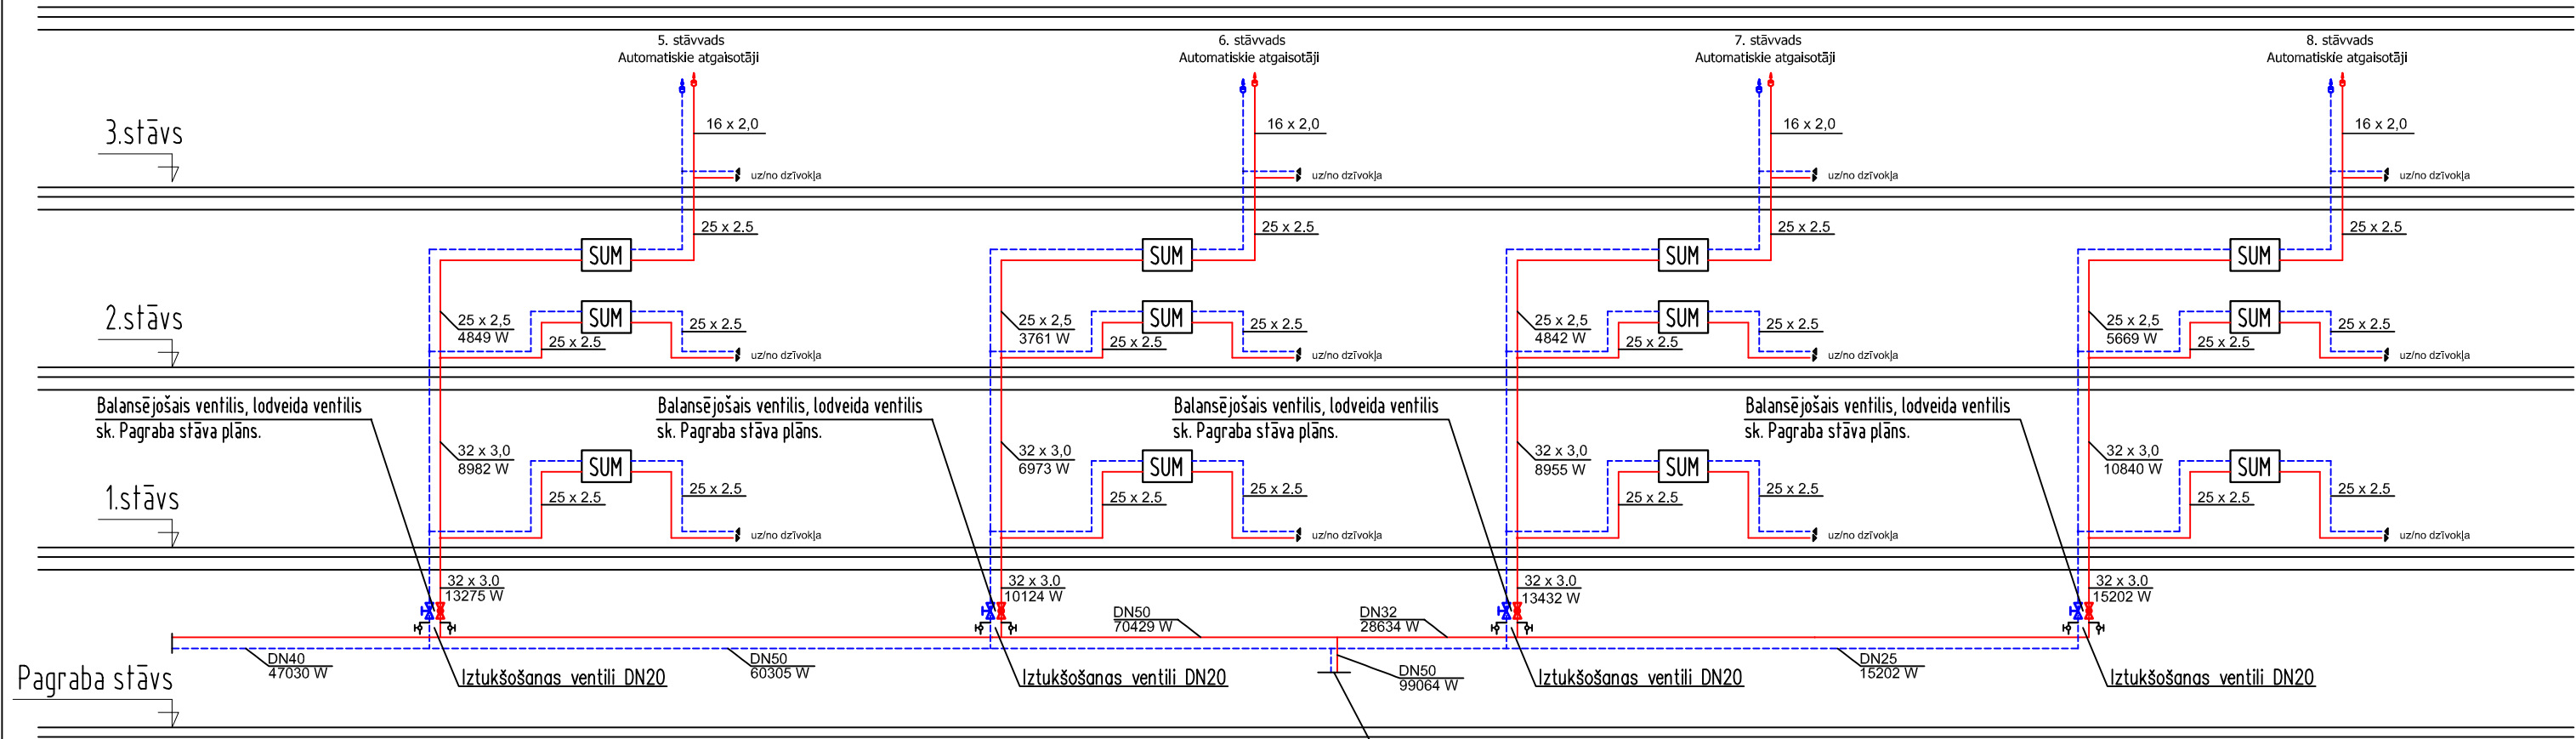 5. stāvvads
Automatiskie atgaisotāji
6. stāvvads
Automatiskie atgaisotāji
7. stāvvads
Automatiskie atgaisotāji
8. stāvvads
Automatiskie atgaisotāji
3.stāvs
16 x 2,0
16 x 2,0
16 x 2,0
16 x 2,0
uz/no dzīvokļa
uz/no dzīvokļa
uz/no dzīvokļa
uz/no dzīvokļa
25 x 2.5
25 x 2.5
25 x 2.5
25 x 2.5
SUM
SUM
SUM
SUM
2.stāvs
25 x 2,5
4849 W
25 x 2.5
SUM
25 x 2.5
uz/no dzīvokļa
25 x 2,5
3761 W
25 x 2.5
SUM
25 x 2.5
uz/no dzīvokļa
25 x 2,5
4842 W
25 x 2.5
SUM
25 x 2.5
uz/no dzīvokļa
25 x 2,5
5669 W
25 x 2.5
SUM
25 x 2.5
uz/no dzīvokļa
Balansējošais ventilis, lodveida ventilis
sk. Pagraba stāva plāns.
Balansējošais ventilis, lodveida ventilis
sk. Pagraba stāva plāns.
Balansējošais ventilis, lodveida ventilis
sk. Pagraba stāva plāns.
Balansējošais ventilis, lodveida ventilis
sk. Pagraba stāva plāns.
1.stāvs
32 x 3,0
8982 W
25 x 2.5
SUM
25 x 2.5
uz/no dzīvokļa
32 x 3,0
6973 W
25 x 2.5
SUM
25 x 2.5
uz/no dzīvokļa
32 x 3,0
8955 W
25 x 2.5
SUM
25 x 2.5
uz/no dzīvokļa
32 x 3,0
10840 W
25 x 2.5
SUM
25 x 2.5
uz/no dzīvokļa
32 x 3.0
13275 W
32 x 3.0
10124 W
32 x 3.0
13432 W
32 x 3.0
15202 W
DN50
70429 W
DN32
28634 W
Pagraba stāvs
DN40
47030 W
DN50
60305 W
DN50
99064 W
DN25
15202 W
Iztukšošanas ventili DN20
Iztukšošanas ventili DN20
Iztukšošanas ventili DN20
Iztukšošanas ventili DN20